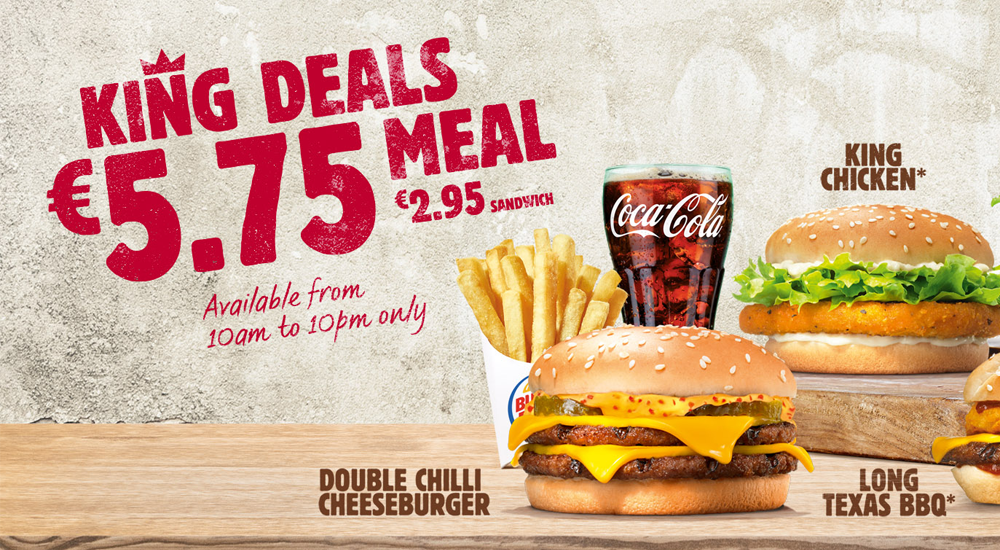 KING DEALS
€5.75 MEAL
€2.95 SANDWICH
Available from
10am to 10pm only
Coca-Cola
KING
CHICKEN*
DOUBLE CHILLI
CHEESEBURGER
LONG
TEXAS BBQ*